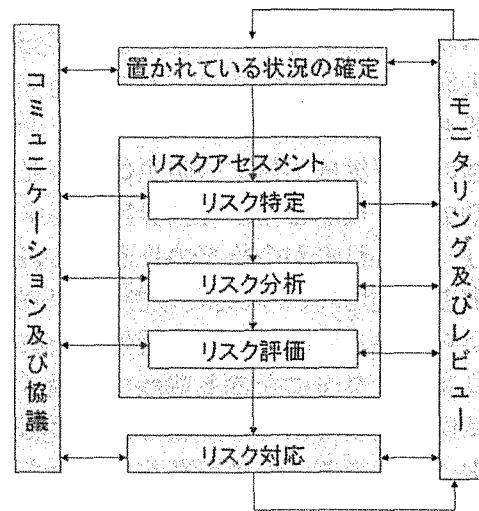 置かれている状況の確定
コミュニケーション及び協議
モニタリング及びレビュー
リスクアセスメント
リスク特定
リスク分析
リスク評価
リスク対応